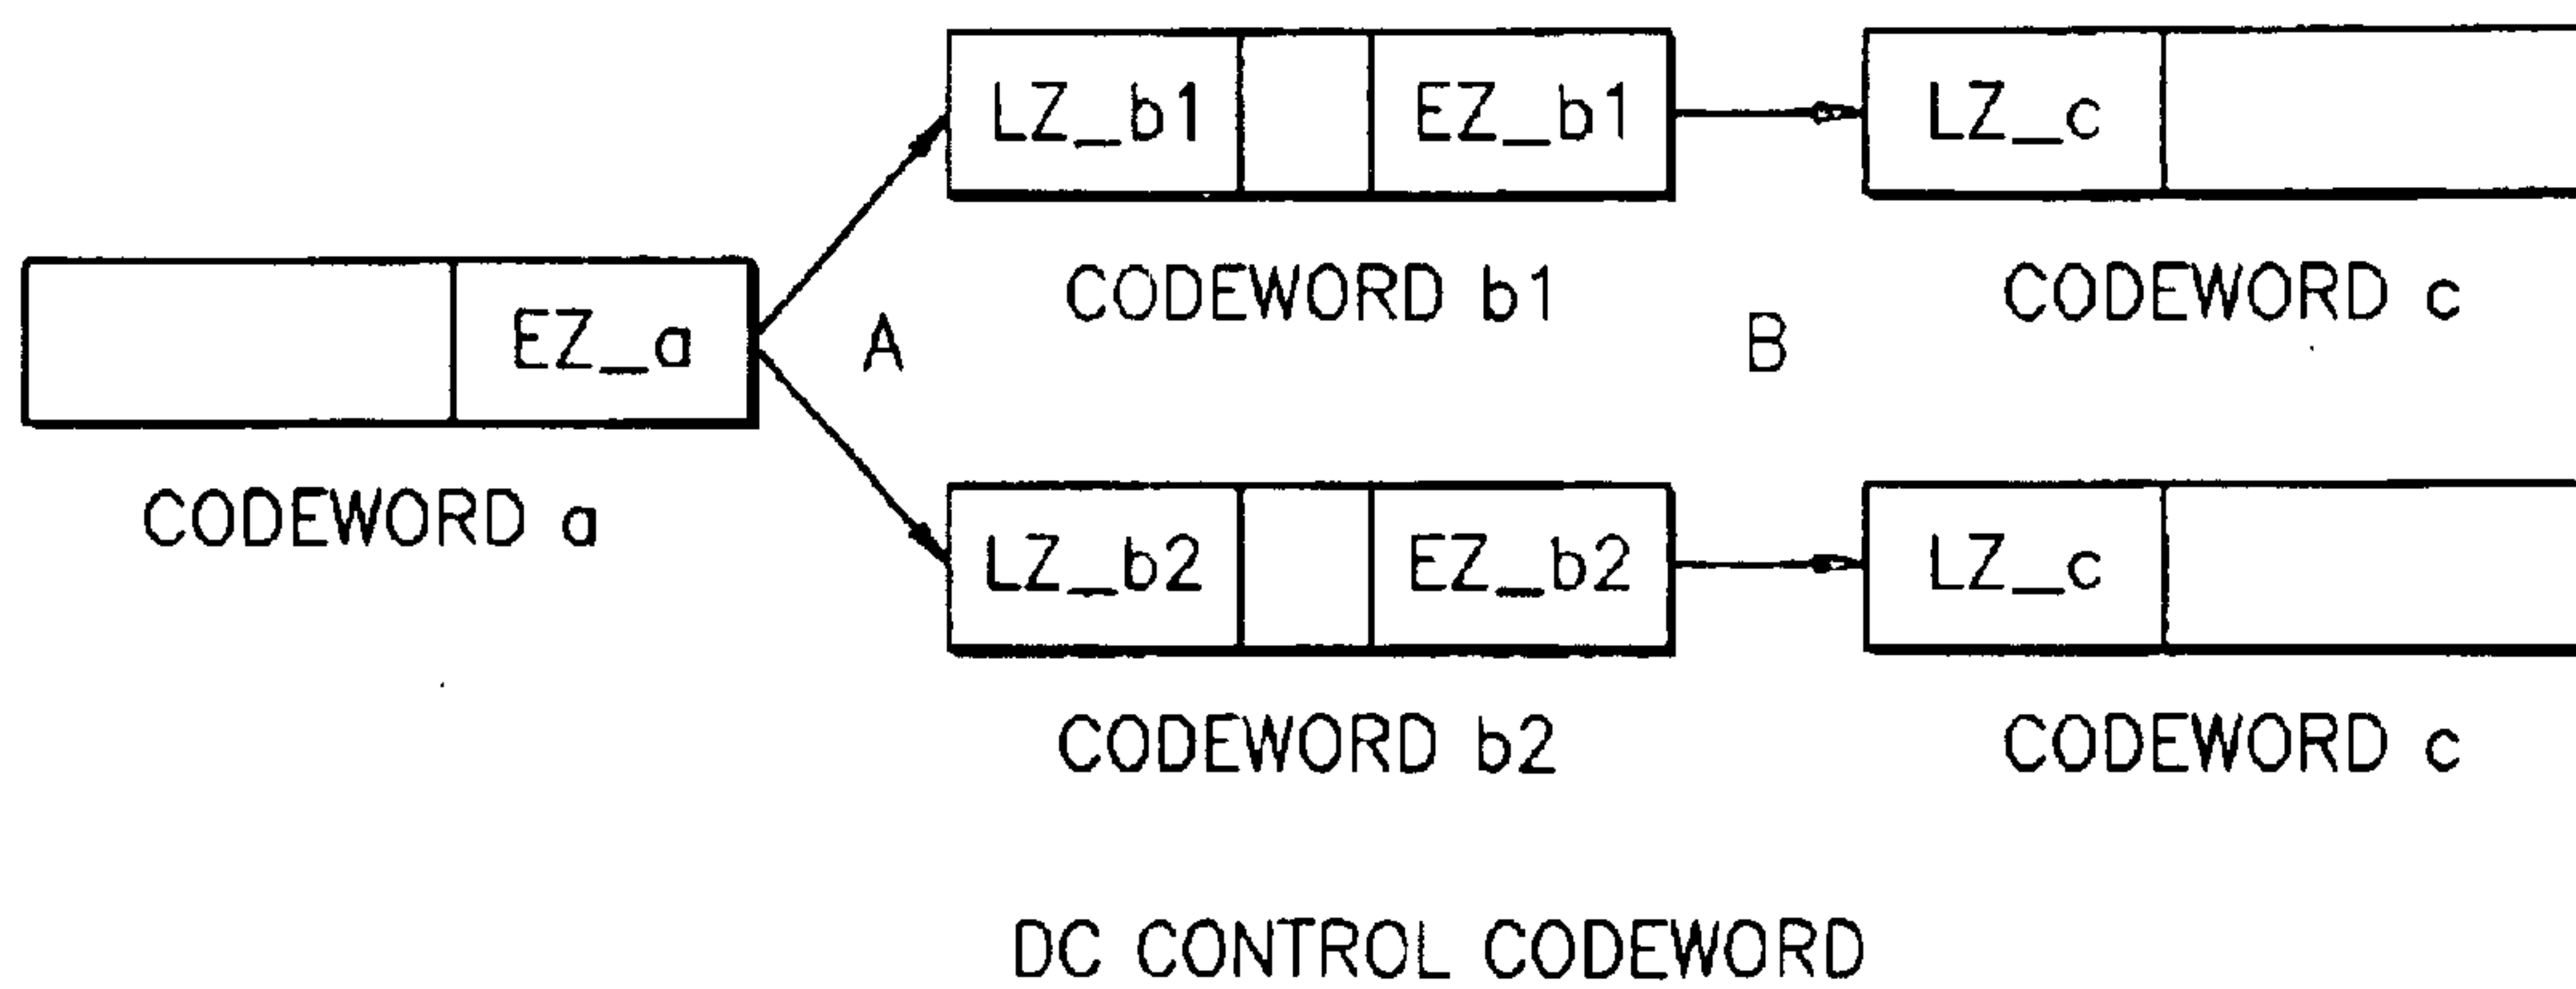 LZ_b1 EZ_b1 LZ_c
CODEWORD b1 CODEWORD c
EZ_a A B
CODEWORD a
LZ_b2 EZ_b2 LZ_c
CODEWORD b2 CODEWORD c
DC CONTROL CODEWORD